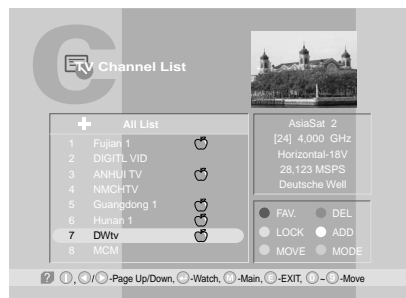 TV Channel List
All List
1 Fujian 1
2 DIGITL VID
3 ANHUI TV
4 NMCHTV
5 Guangdong 1
6 Hunan 1
7 DWtv
8 MCM
AsiaSat 2
[24] 4,000 GHz
Horizontal-18V
28,123 MSPS
Deutsche Well
FAV. DEL
LOCK ADD
MOVE MODE
? , / -Page Up/Down, -Watch, M -Main, E -EXIT, 0 – 9 -Move